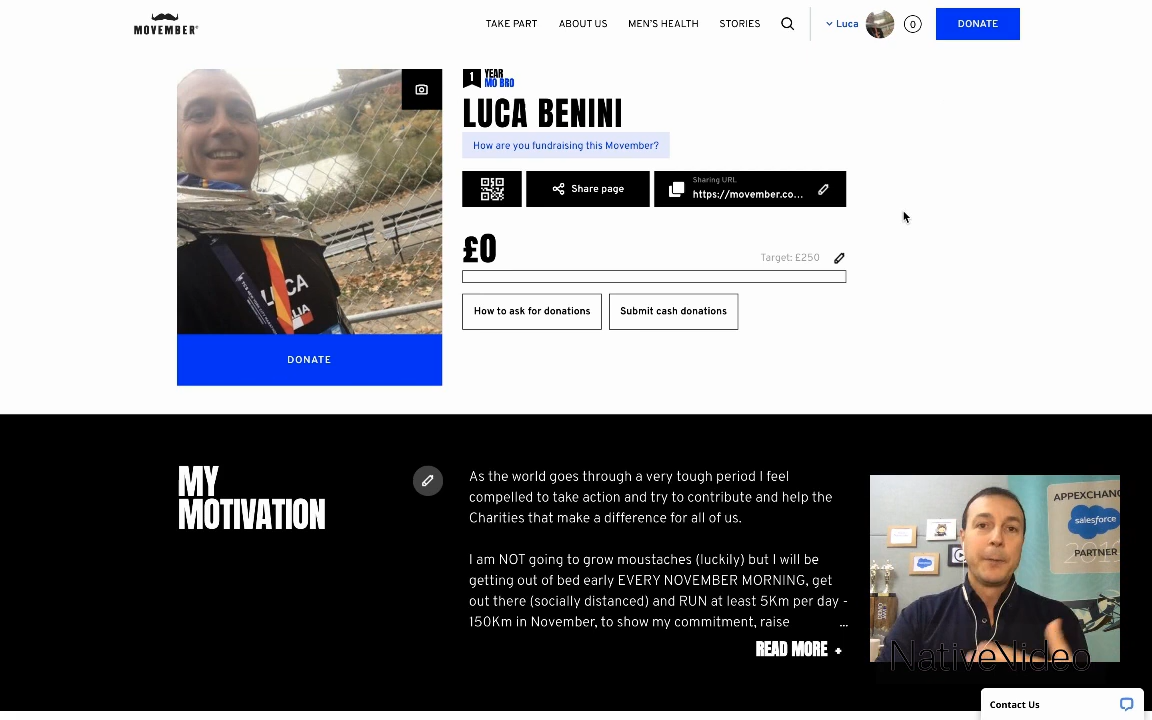 MOVEMBER®
TAKE PART
ABOUT US
MEN'S HEALTH
STORIES
Luca
0
DONATE
1
YEAR
MO BRO
LUCA BENINI
How are you fundraising this Movember?
Share page
Sharing URL
https://movember.co...
£0
Target: £250
How to ask for donations
Submit cash donations
DONATE
MY
MOTIVATION
As the world goes through a very tough period I feel
compelled to take action and try to contribute and help the
Charities that make a difference for all of us.
I am NOT going to grow moustaches (luckily) but I will be
getting out of bed early EVERY NOVEMBER MORNING, get
out there (socially distanced) and RUN at least 5Km per day -
150Km in November, to show my commitment, raise ...
READ MORE +
APPEXCHANG
salesforce
PARTNER
NativeVideo
Contact Us